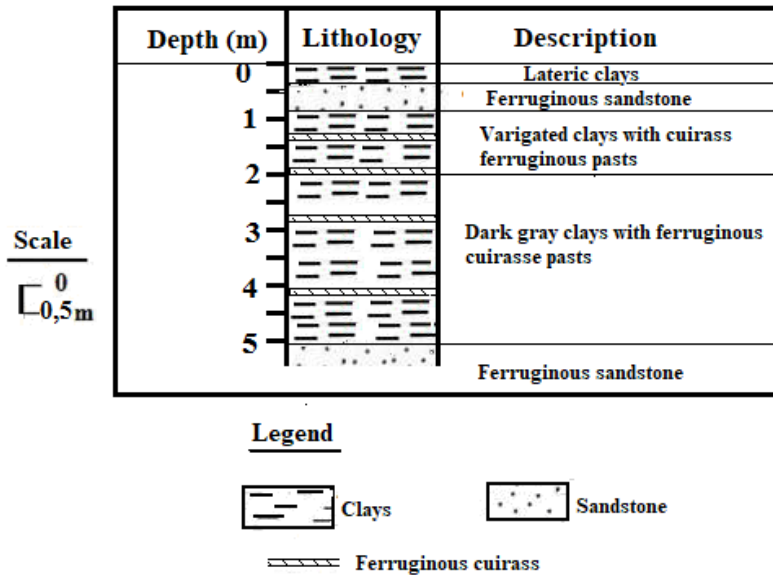 Depth (m) Lithology Description
0 Lateric clays
Ferruginous sandstone
1
Varigated clays with cuirass
ferruginous pasts
2
3
Dark gray clays with ferruginous
cuirasse pasts
Scale
0
0,5 m
4
5
Ferruginous sandstone
Legend
Clays
Sandstone
Ferruginous cuirass